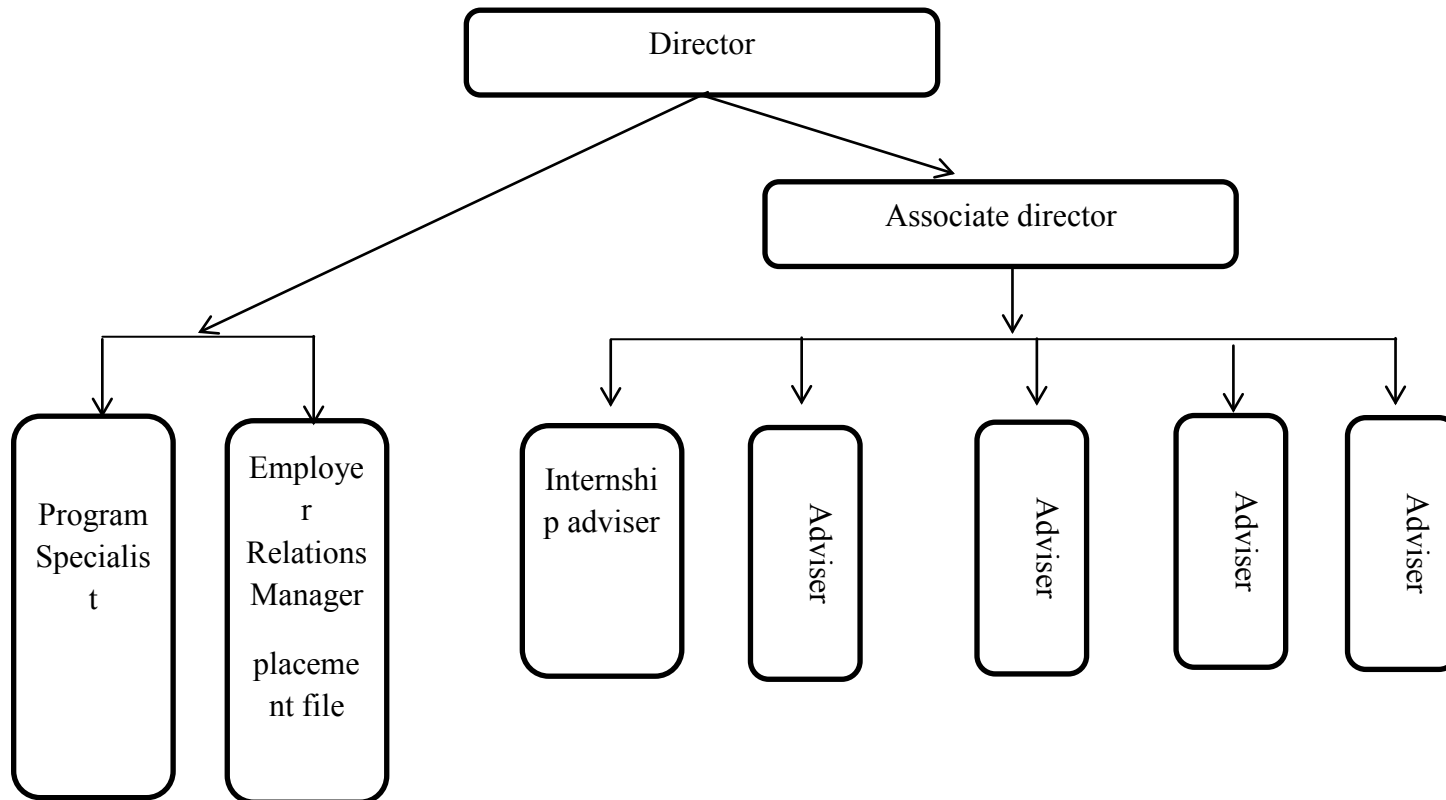 Director
Associate director
Program
Specialis
t
Employe
r
Relations
Manager
placeme
nt file
Internshi
p adviser
Adviser
Adviser
Adviser
Adviser